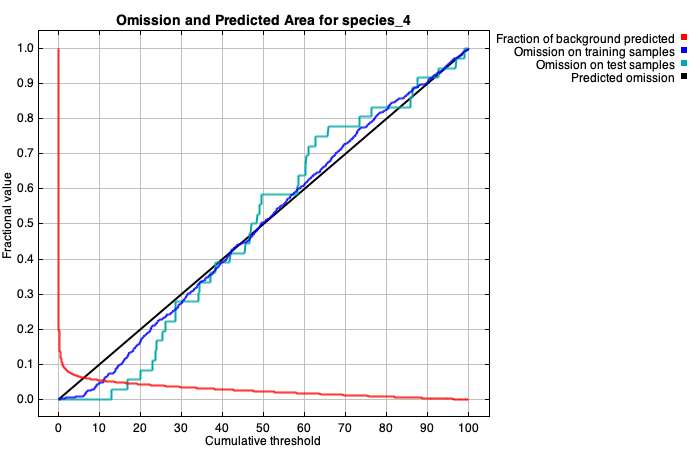 Omission and Predicted Area for species_4
Fraction of background predicted
Omission on training samples
Omission on test samples
Predicted omission
Fractional value
1.0
0.9
0.8
0.7
0.6
0.5
0.4
0.3
0.2
0.1
0.0
0 10 20 30 40 50 60 70 80 90 100
Cumulative threshold